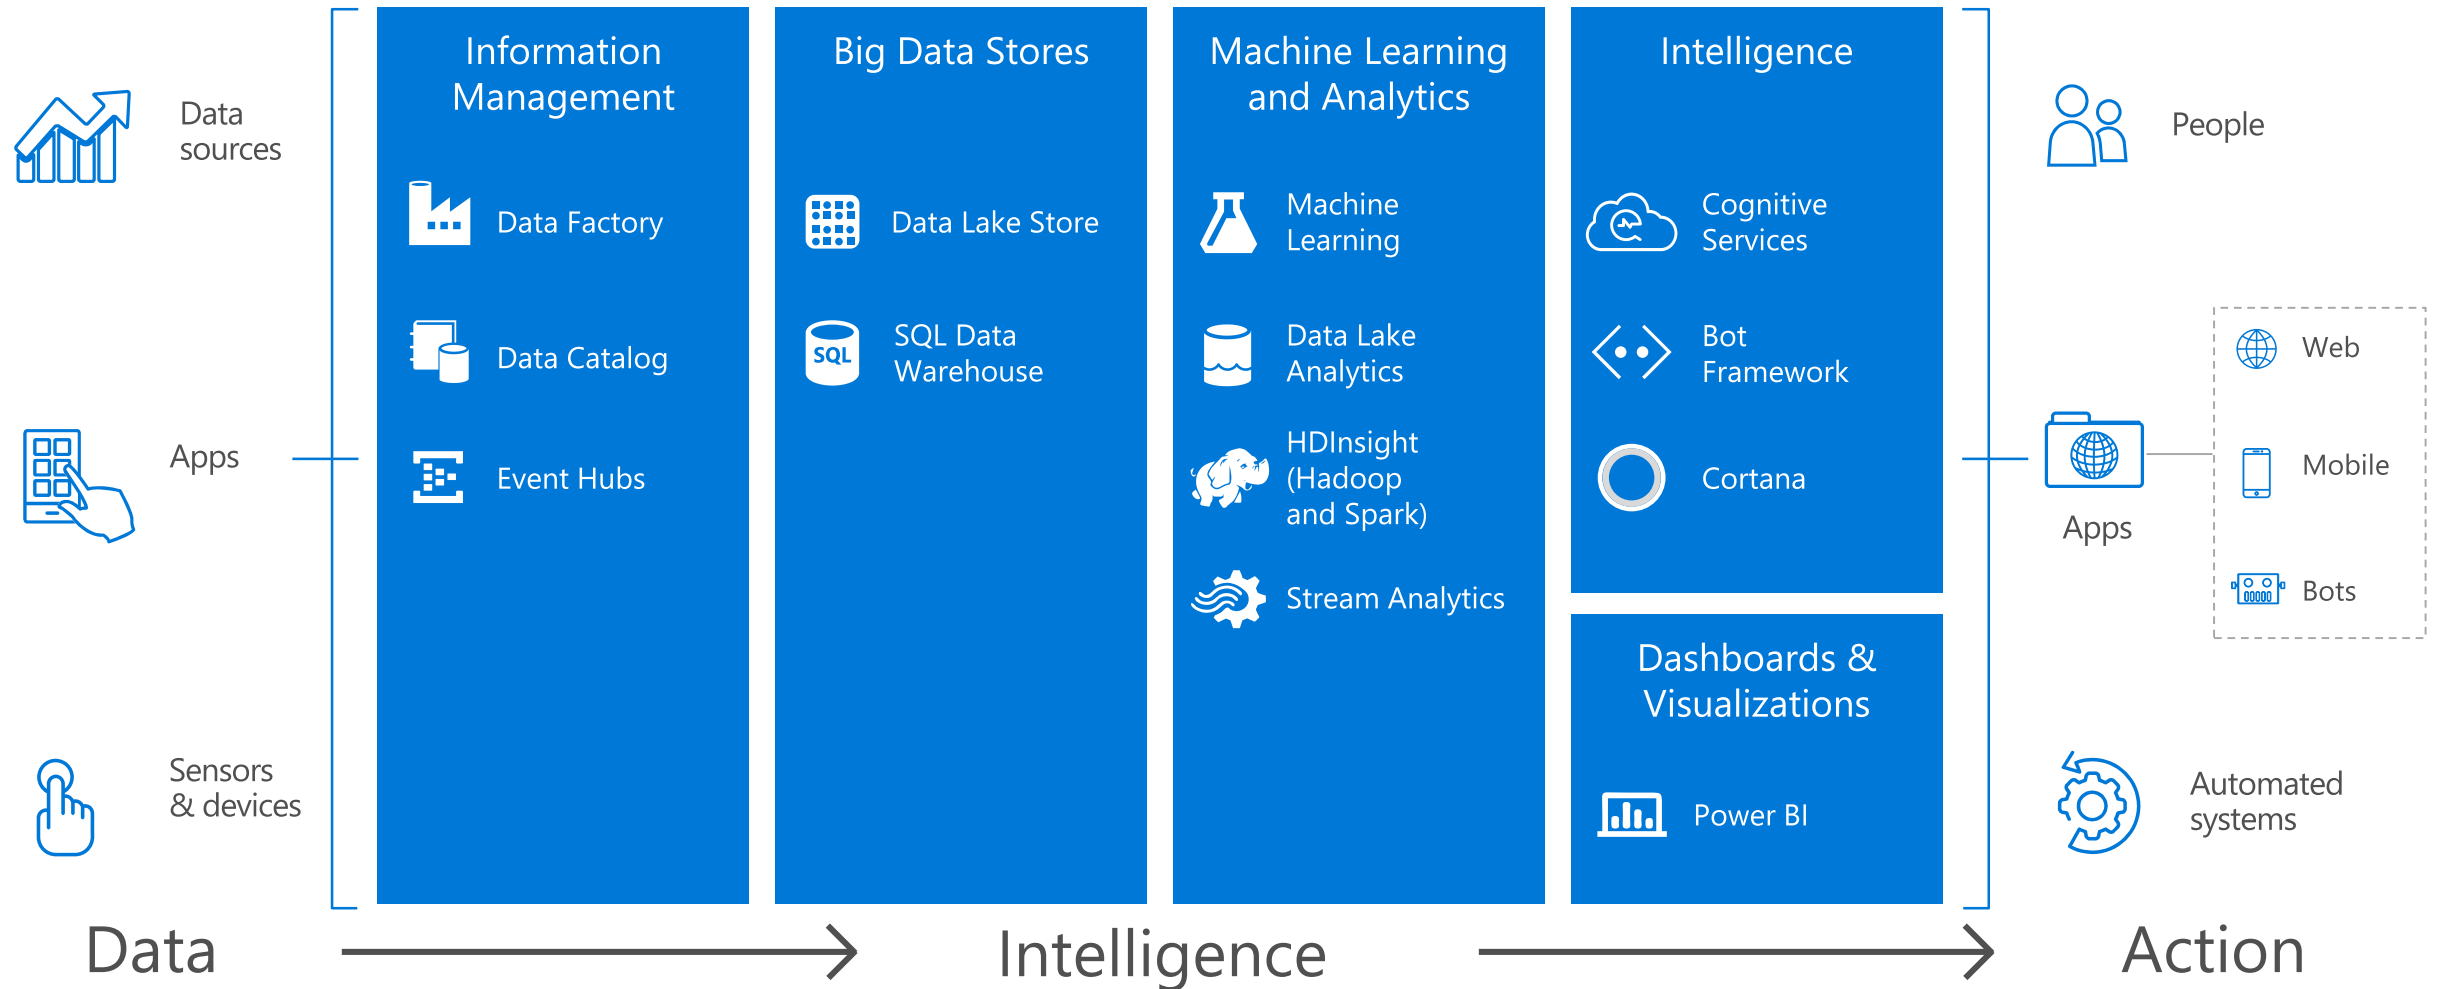 Data
sources
Apps
Sensors
& devices
Information
Management
Data Factory
Data Catalog
Event Hubs
Big Data Stores
Data Lake Store
SQL
SQL Data
Warehouse
Machine Learning
and Analytics
Machine
Learning
Data Lake
Analytics
HDInsight
(Hadoop
and Spark)
Stream Analytics
Intelligence
Cognitive
Services
Bot
Framework
Cortana
Dashboards &
Visualizations
Power BI
People
Apps
Web
Mobile
Bots
Automated
systems
Data
Intelligence
Action